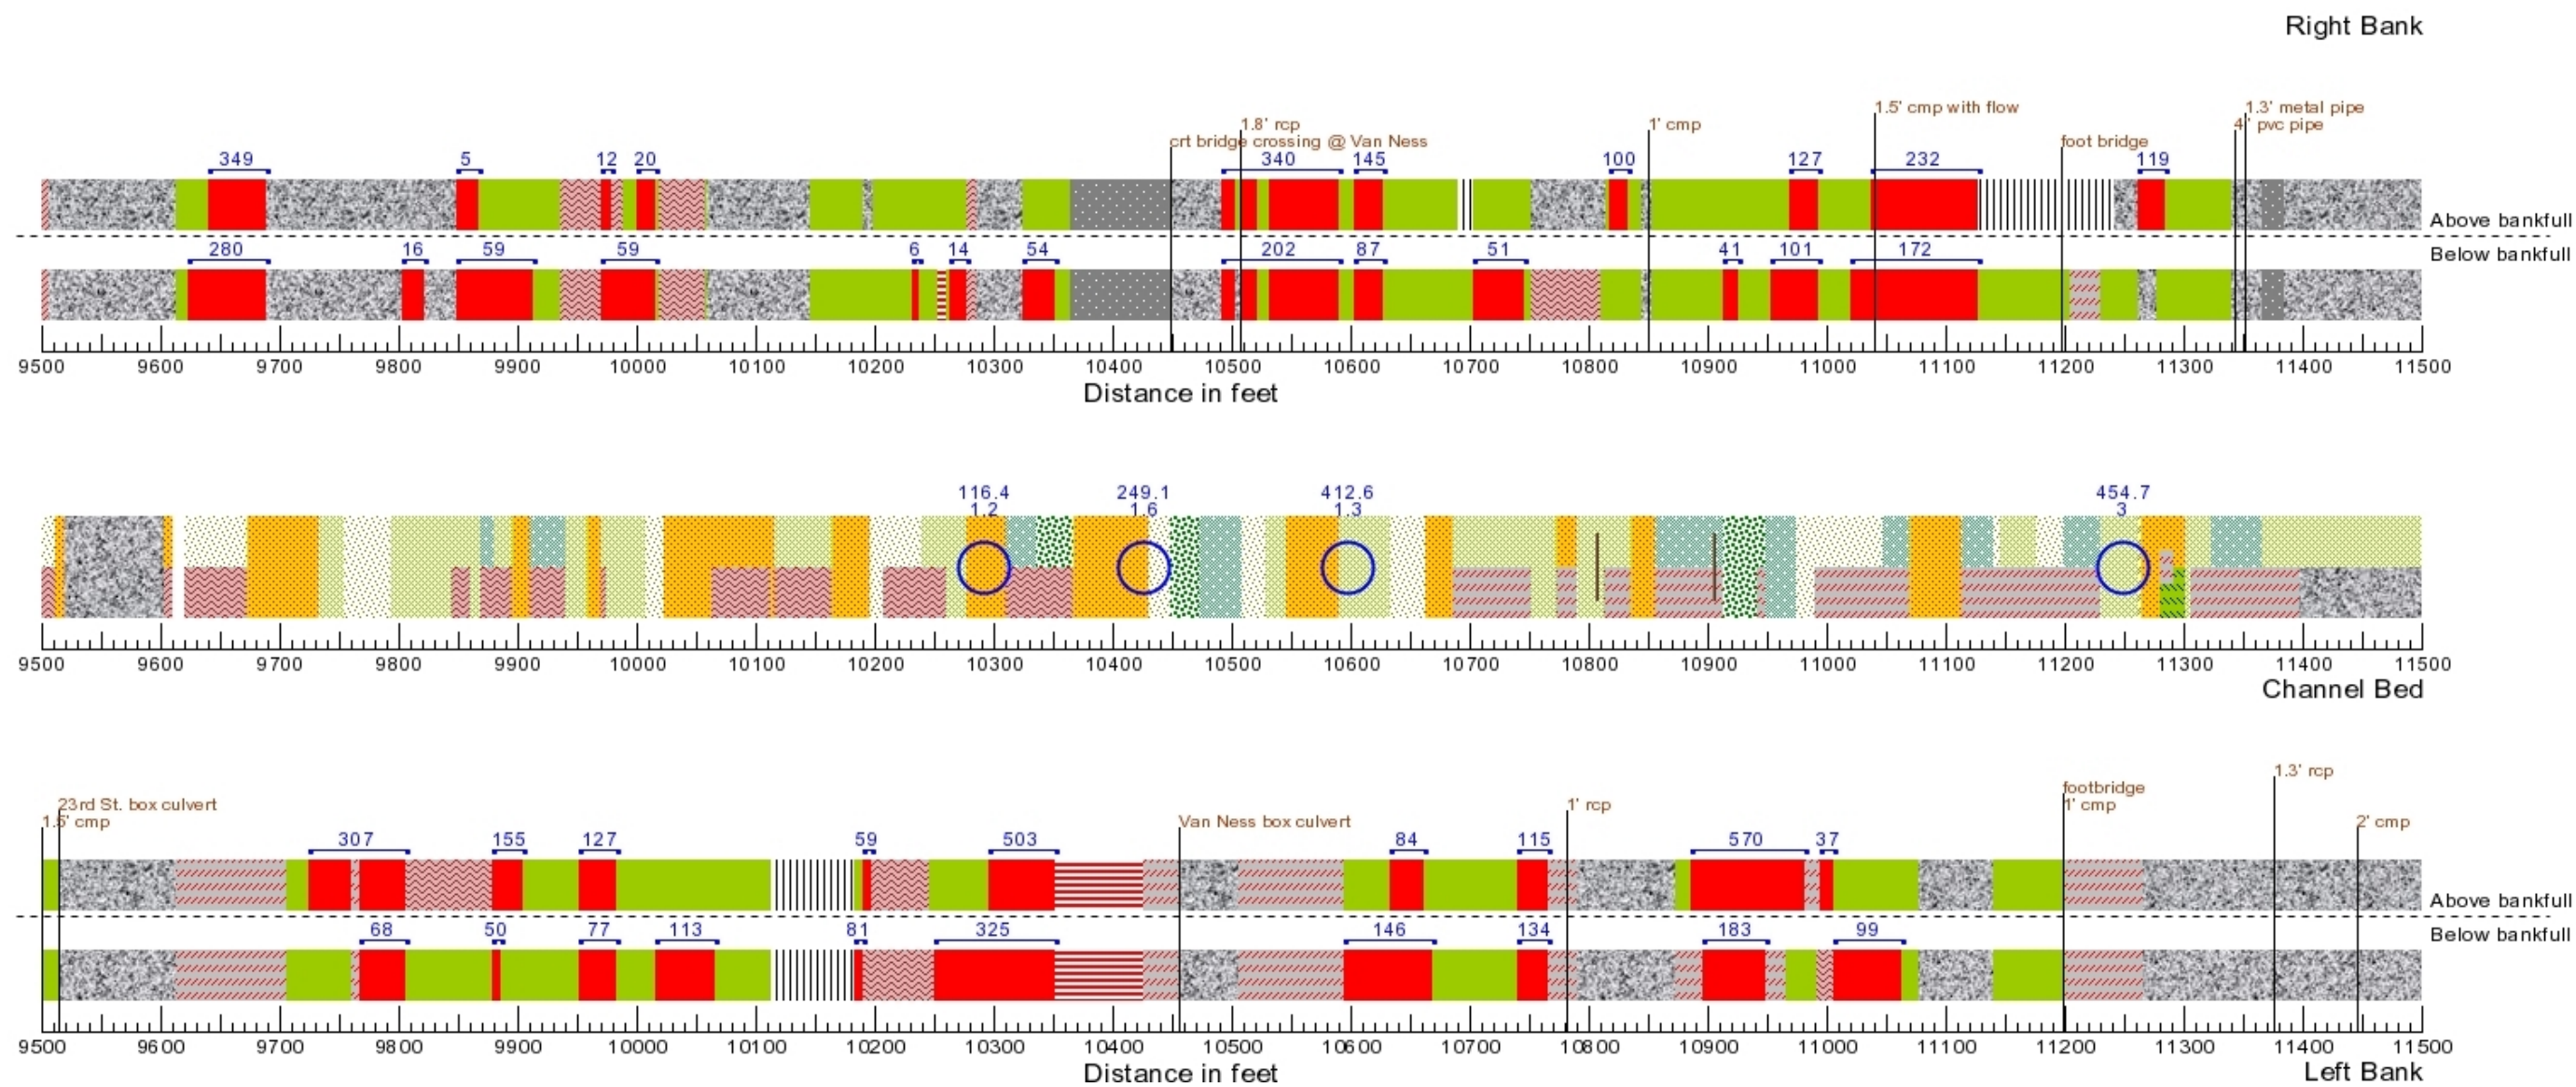 Right Bank
1.5' cmp with flow
1.3' metal pipe
1.8' rcp
1' cmp
4" pvc pipe
crt bridge crossing @ Van Ness
foot bridge
349 5 12 20 340 145 100 127 232 119
Above bankfull
280 16 59 59 6 14 54 202 87 51 41 101 172
Below bankfull
9500 9600 9700 9800 9900 10000 10100 10200 10300 10400 10500 10600 10700 10800 10900 11000 11100 11200 11300 11400 11500
Distance in feet
116.4 249.1 412.6 454.7
1.2 1.6 1.3 3
9500 9600 9700 9800 9900 10000 10100 10200 10300 10400 10500 10600 10700 10800 10900 11000 11100 11200 11300 11400 11500
Channel Bed
1.3' rcp
footbridge
23rd St. box culvert 1' rcp 1' cmp
1.5' cmp Van Ness box culvert 2' cmp
307 155 127 59 503 84 115 570 37
Above bankfull
68 50 77 113 81 325 146 134 183 99
Below bankfull
9500 9600 9700 9800 9900 10000 10100 10200 10300 10400 10500 10600 10700 10800 10900 11000 11100 11200 11300 11400 11500
Distance in feet
Left Bank